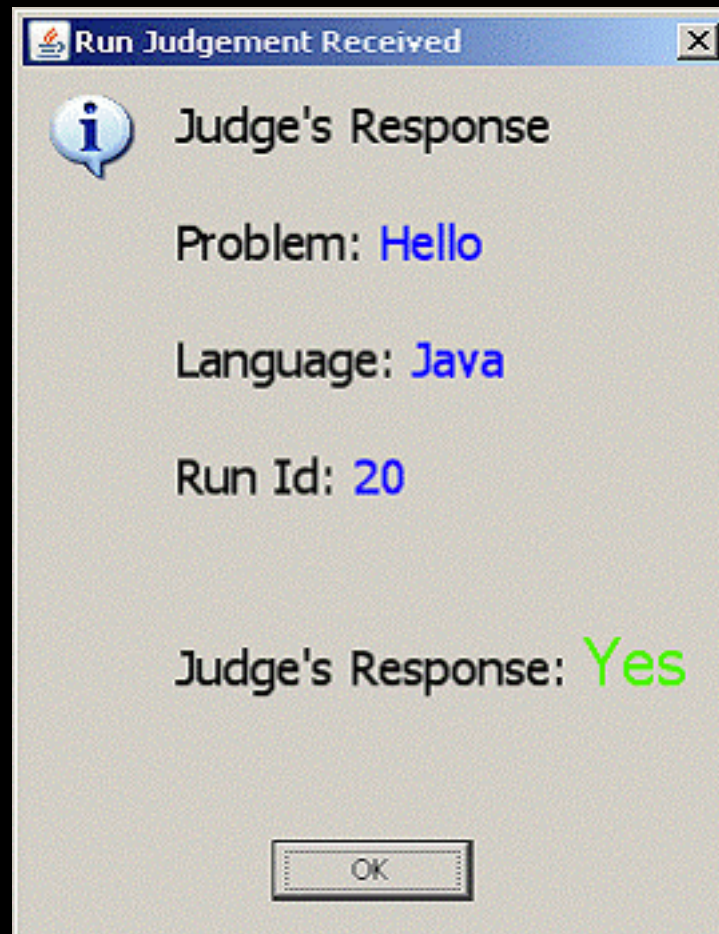 Run Judgement Received
Judge's Response
Problem: Hello
Language: Java
Run Id: 20
Judge's Response: Yes
OK